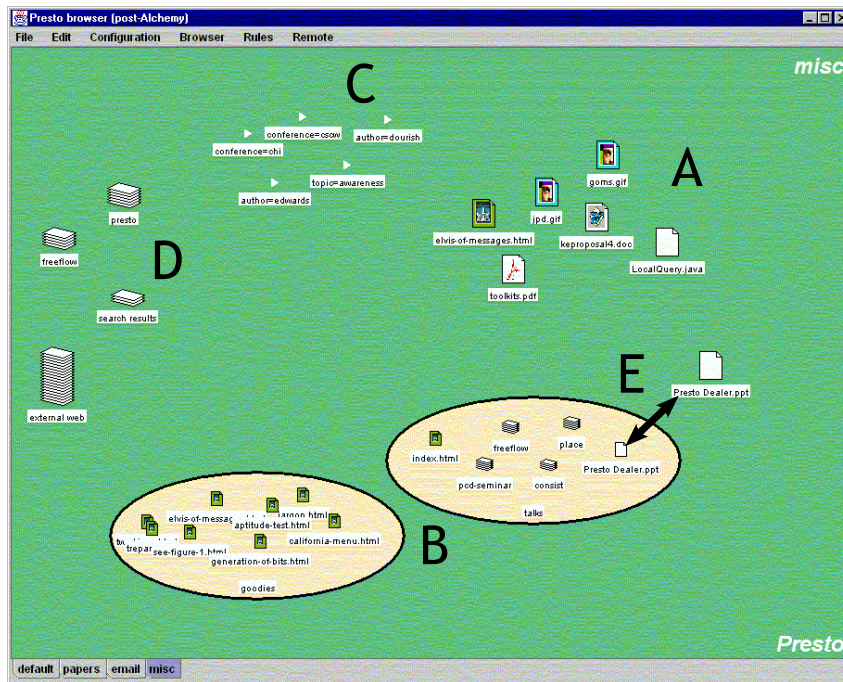 Presto browser (post-Alchemy)
File Edit Configuration Browser Rules Remote
misc
C
conference=cscw
author=dourish
conference=chi
topic=awareness
author=edwards
A
goms.gif
jpd.gif
elvis-of-messages.html
keproposal4.doc
LocalQuery.java
toolkits.pdf
presto
freeflow
D
search results
external web
E
Presto Dealer.ppt
index.html
freeflow
place
Presto Dealer.ppt
pcd-seminar
consist
talks
B
elvis-of-messag
aptitude-test.html
california-menu.html
see-figure-1.html
generation-of-bits.html
goodies
Presto
default papers email misc